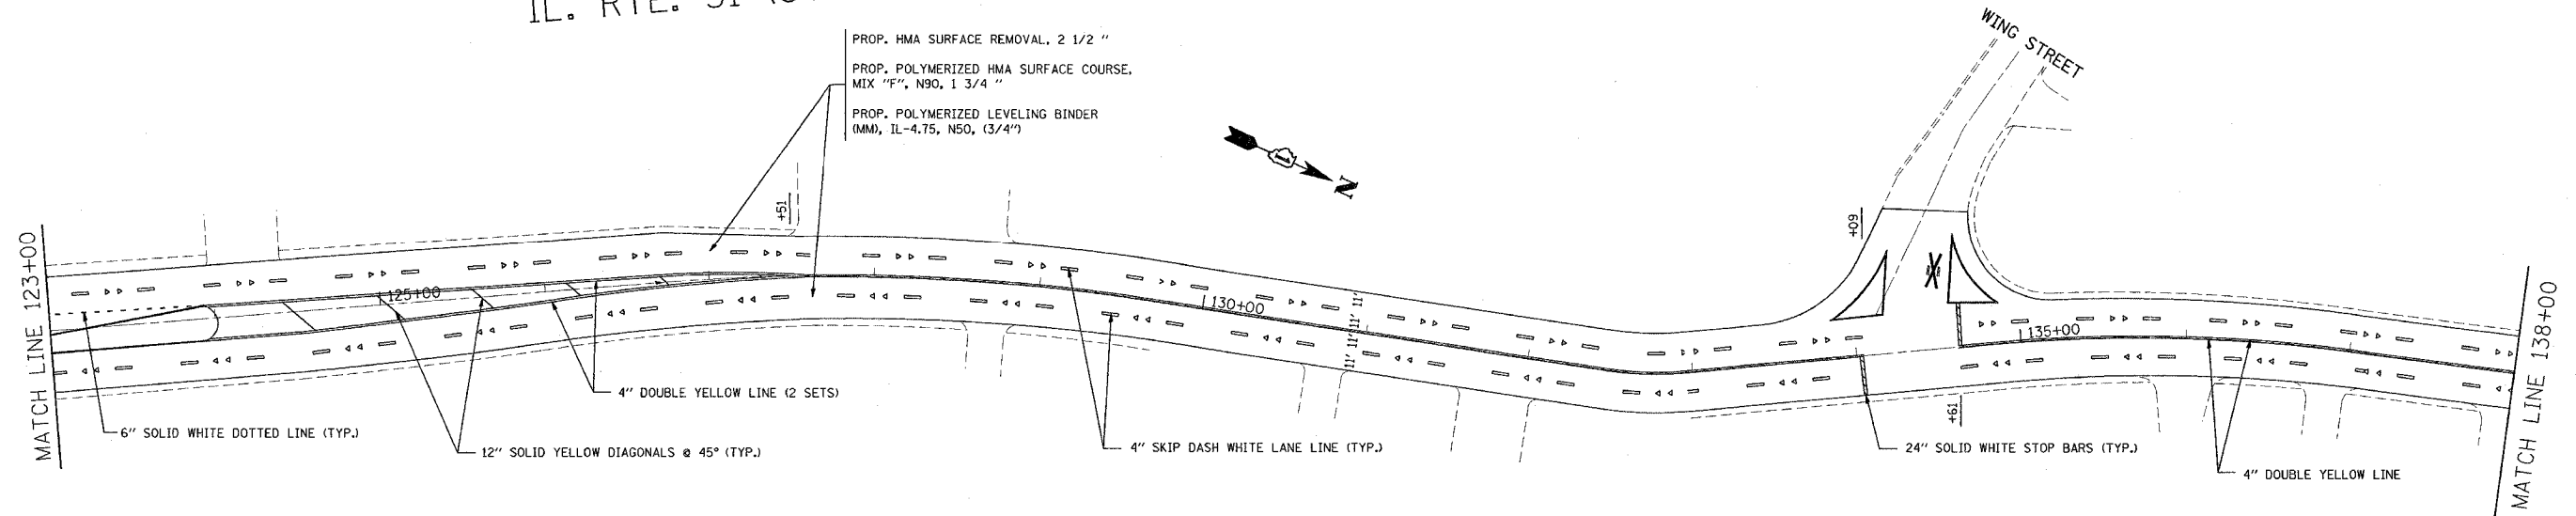 IL. RTE. 31
PROP. HMA SURFACE REMOVAL, 2 1/2 "
PROP. POLYMERIZED HMA SURFACE COURSE,
MIX "F", N90, 1 3/4 "
PROP. POLYMERIZED LEVELING BINDER
(MM), IL-4.75, N50, (3/4")
WING STREET
N
+51
+09
MATCH LINE 123+00
125+00
130+00
11' 11' 11' 11'
135+00
MATCH LINE 138+00
+61
4" DOUBLE YELLOW LINE (2 SETS)
6" SOLID WHITE DOTTED LINE (TYP.)
12" SOLID YELLOW DIAGONALS @ 45° (TYP.)
4" SKIP DASH WHITE LANE LINE (TYP.)
24" SOLID WHITE STOP BARS (TYP.)
4" DOUBLE YELLOW LINE